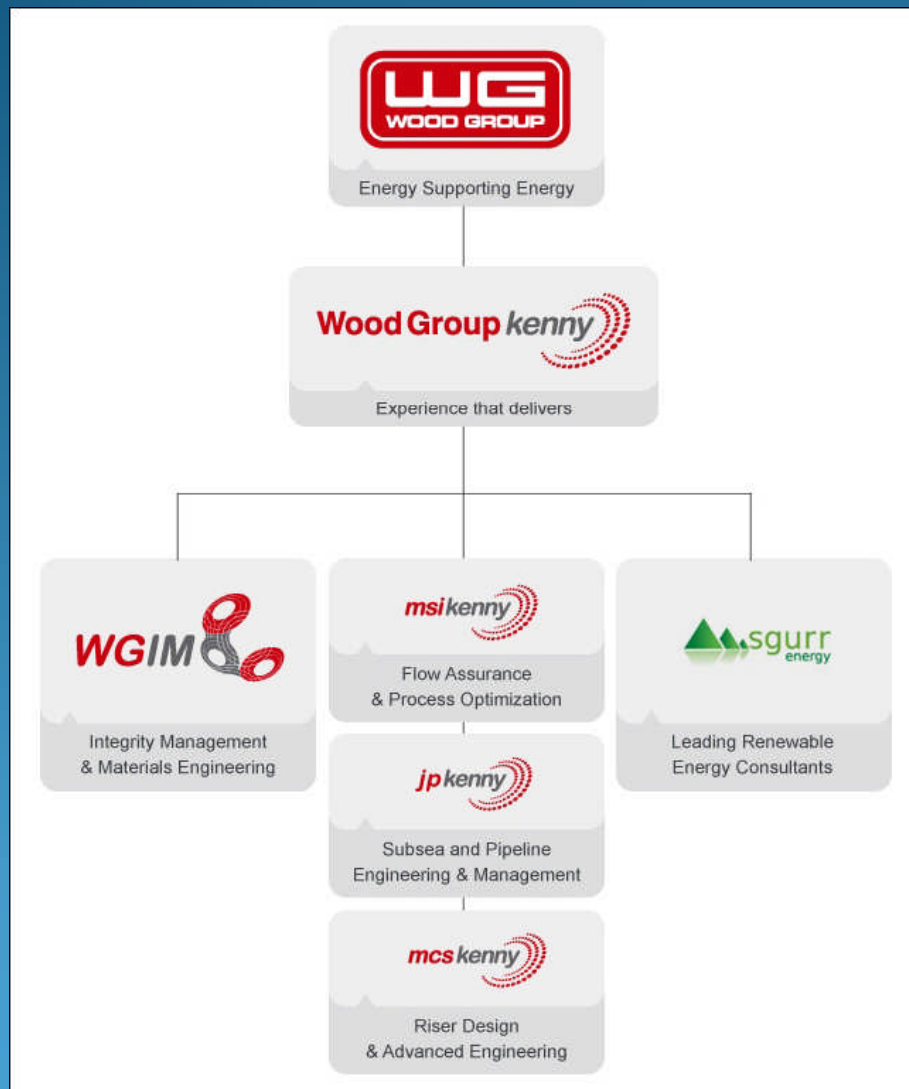 WG
WOOD GROUP
Energy Supporting Energy
Wood Group kenny
Experience that delivers
WGIM
Integrity Management
& Materials Engineering
msi kenny
Flow Assurance
& Process Optimization
jp kenny
Subsea and Pipeline
Engineering & Management
mcs kenny
Riser Design
& Advanced Engineering
sgurr
energy
Leading Renewable
Energy Consultants